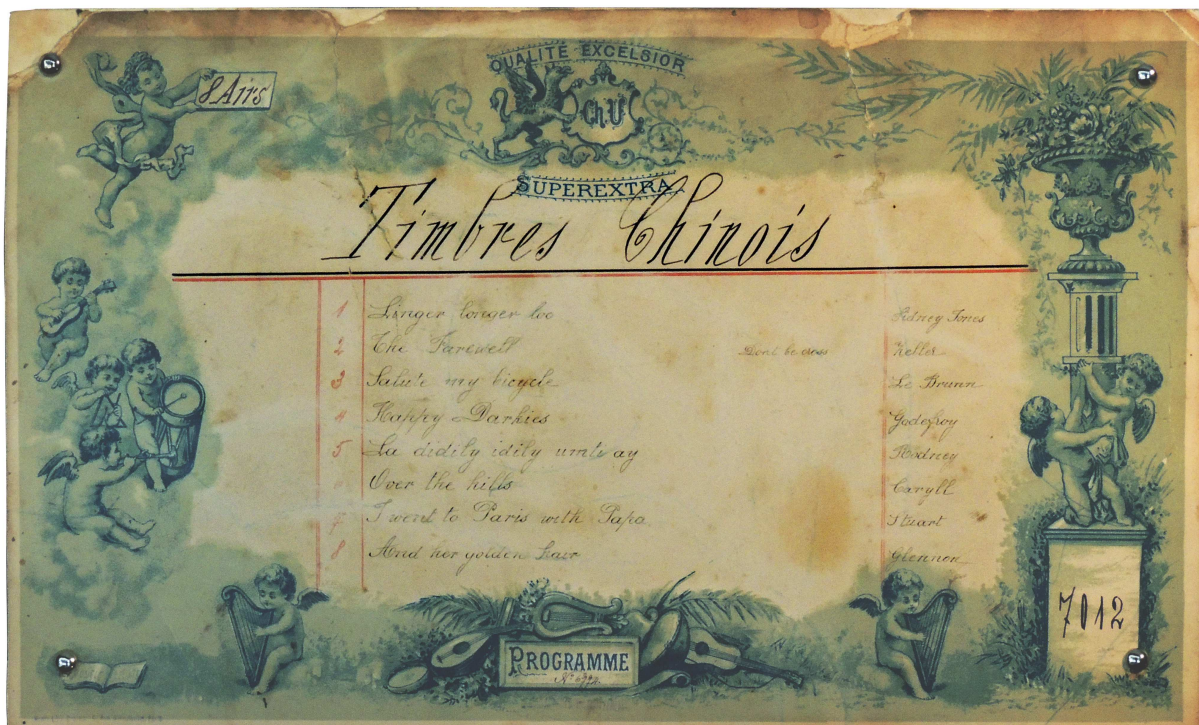 8 Airs
QUALITÉ EXCELSIOR
Ch.U
SUPEREXTRA
Timbres Chinois
1 Linger longer loo Sidney Jones
2 The Farewell Dont be cross Keller
3 Salute my bicycle Le Brunn
4 Happy Darkies Godefroy
5 La didily idily umti ay Rodney
Over the hills Caryll
7 I went to Paris with Papa Stuart
8 And her golden hair Glennon
7012
PROGRAMME
No